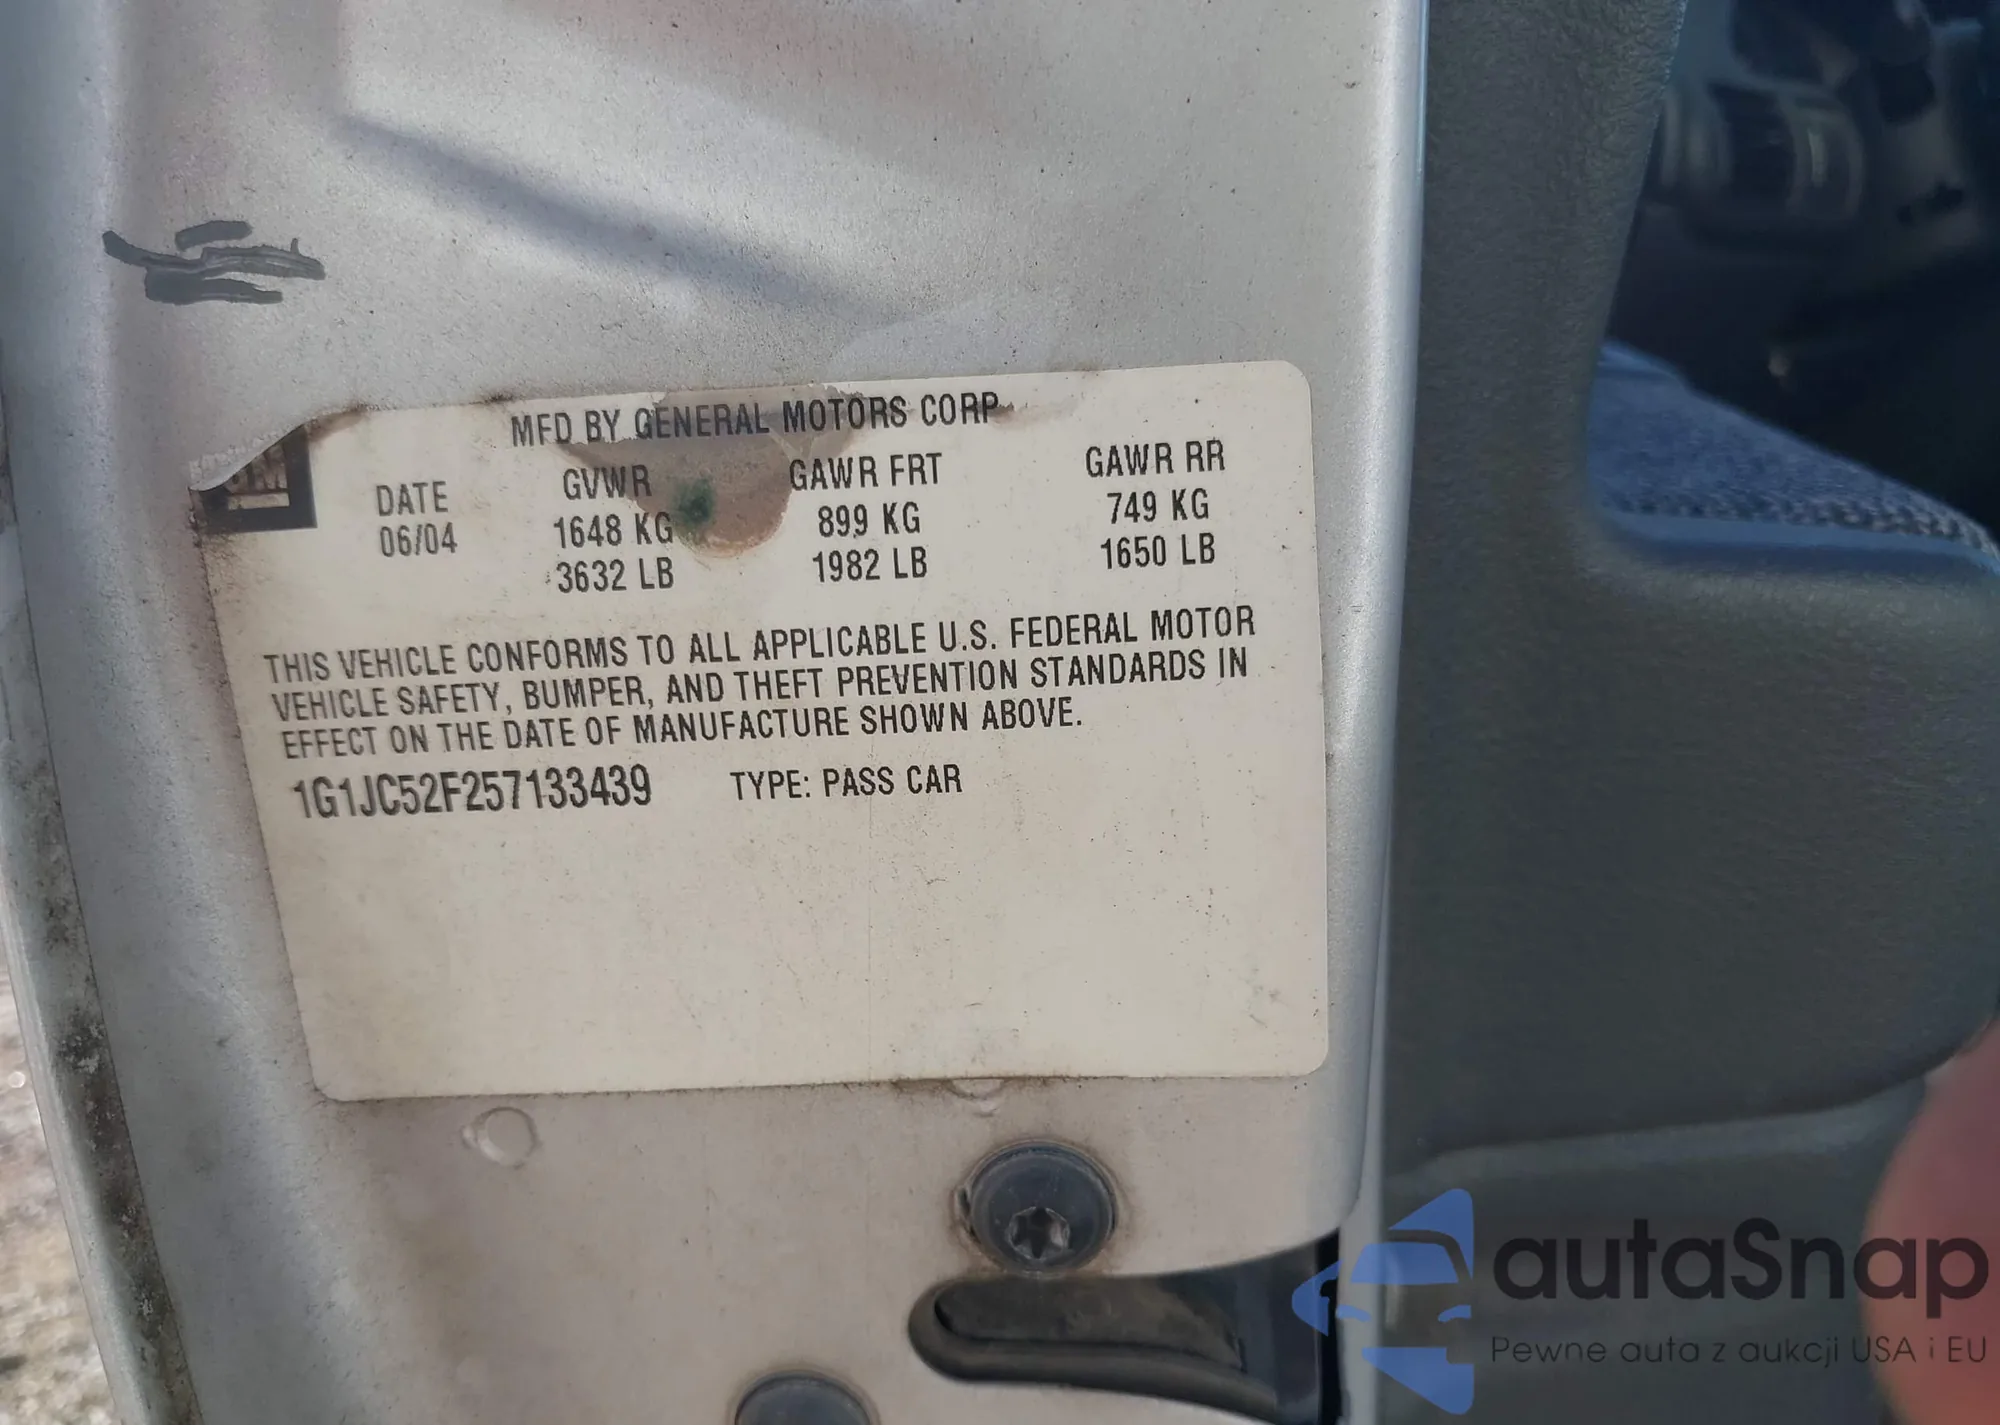 MFD BY GENERAL MOTORS CORP
DATE GVWR GAWR FRT GAWR RR
06/04 1648 KG 899 KG 749 KG
3632 LB 1982 LB 1650 LB
THIS VEHICLE CONFORMS TO ALL APPLICABLE U.S. FEDERAL MOTOR
VEHICLE SAFETY, BUMPER, AND THEFT PREVENTION STANDARDS IN
EFFECT ON THE DATE OF MANUFACTURE SHOWN ABOVE.
1G1JC52F257133439 TYPE: PASS CAR
autaSnap
Pewne auta z aukcji USA i EU